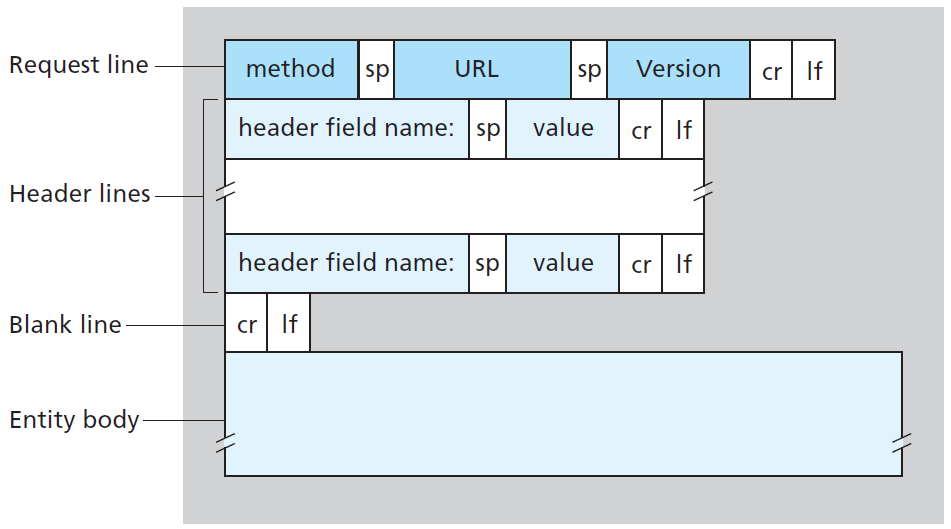 Request line method sp URL sp Version cr lf
header field name: sp value cr lf
Header lines
header field name: sp value cr lf
Blank line cr lf
Entity body